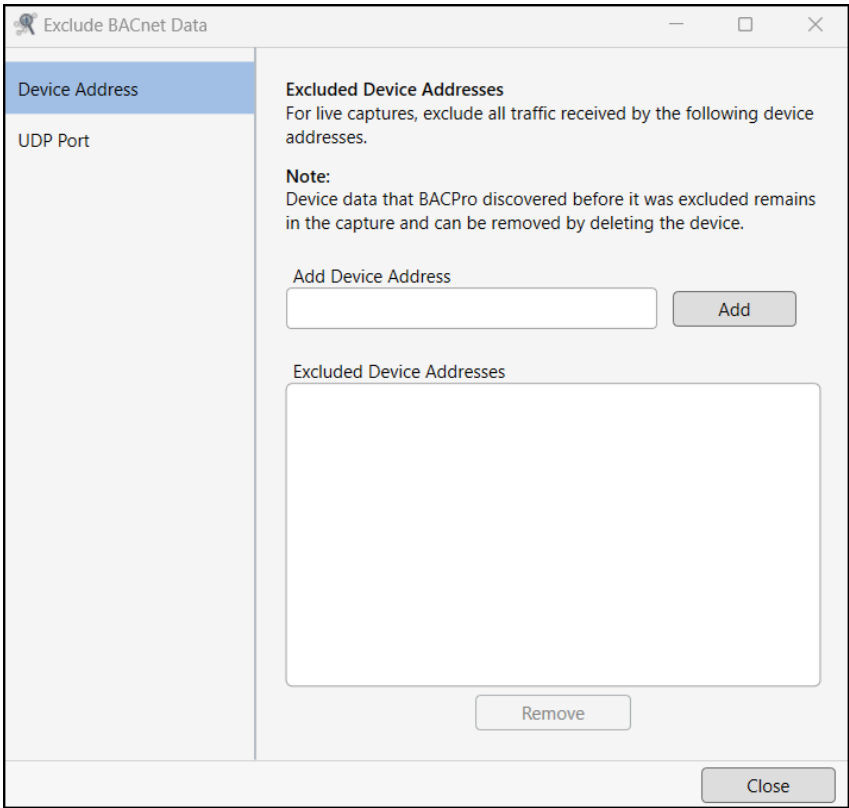 Exclude BACnet Data
Device Address
UDP Port
Excluded Device Addresses
For live captures, exclude all traffic received by the following device
addresses.
Note:
Device data that BACPro discovered before it was excluded remains
in the capture and can be removed by deleting the device.
Add Device Address
Add
Excluded Device Addresses
Remove
Close